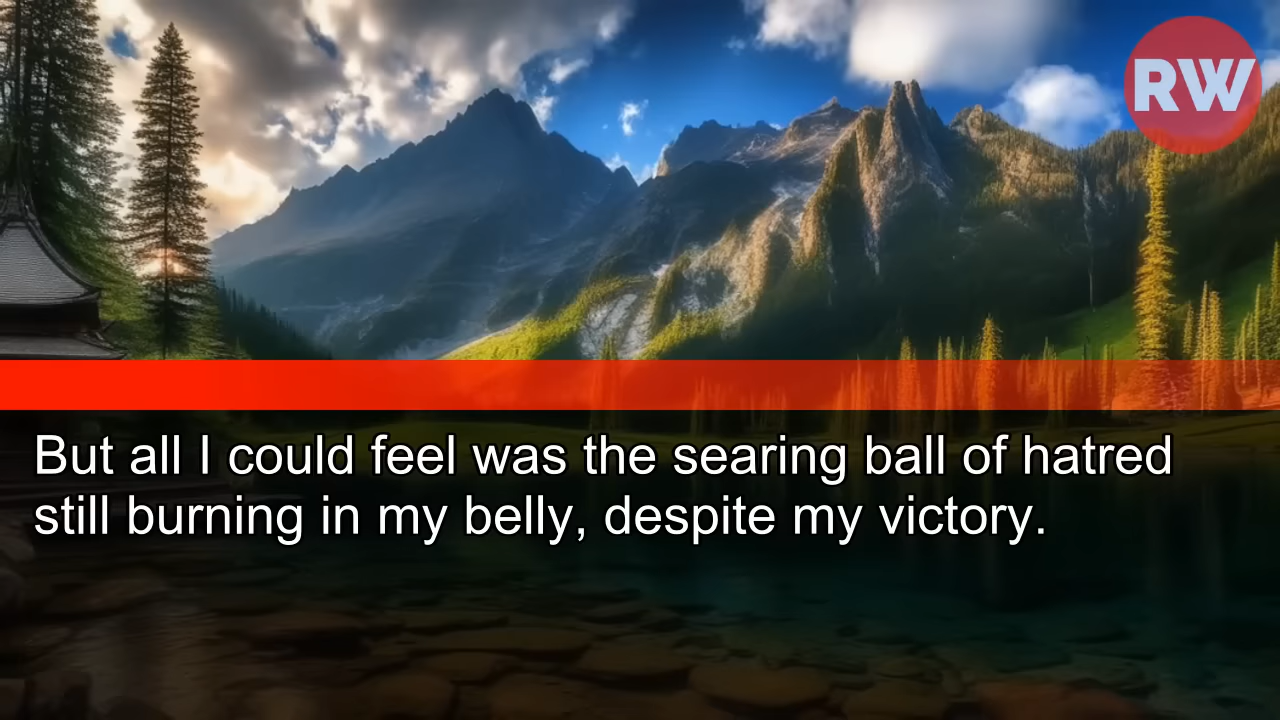 RW
But all I could feel was the searing ball of hatred
still burning in my belly, despite my victory.